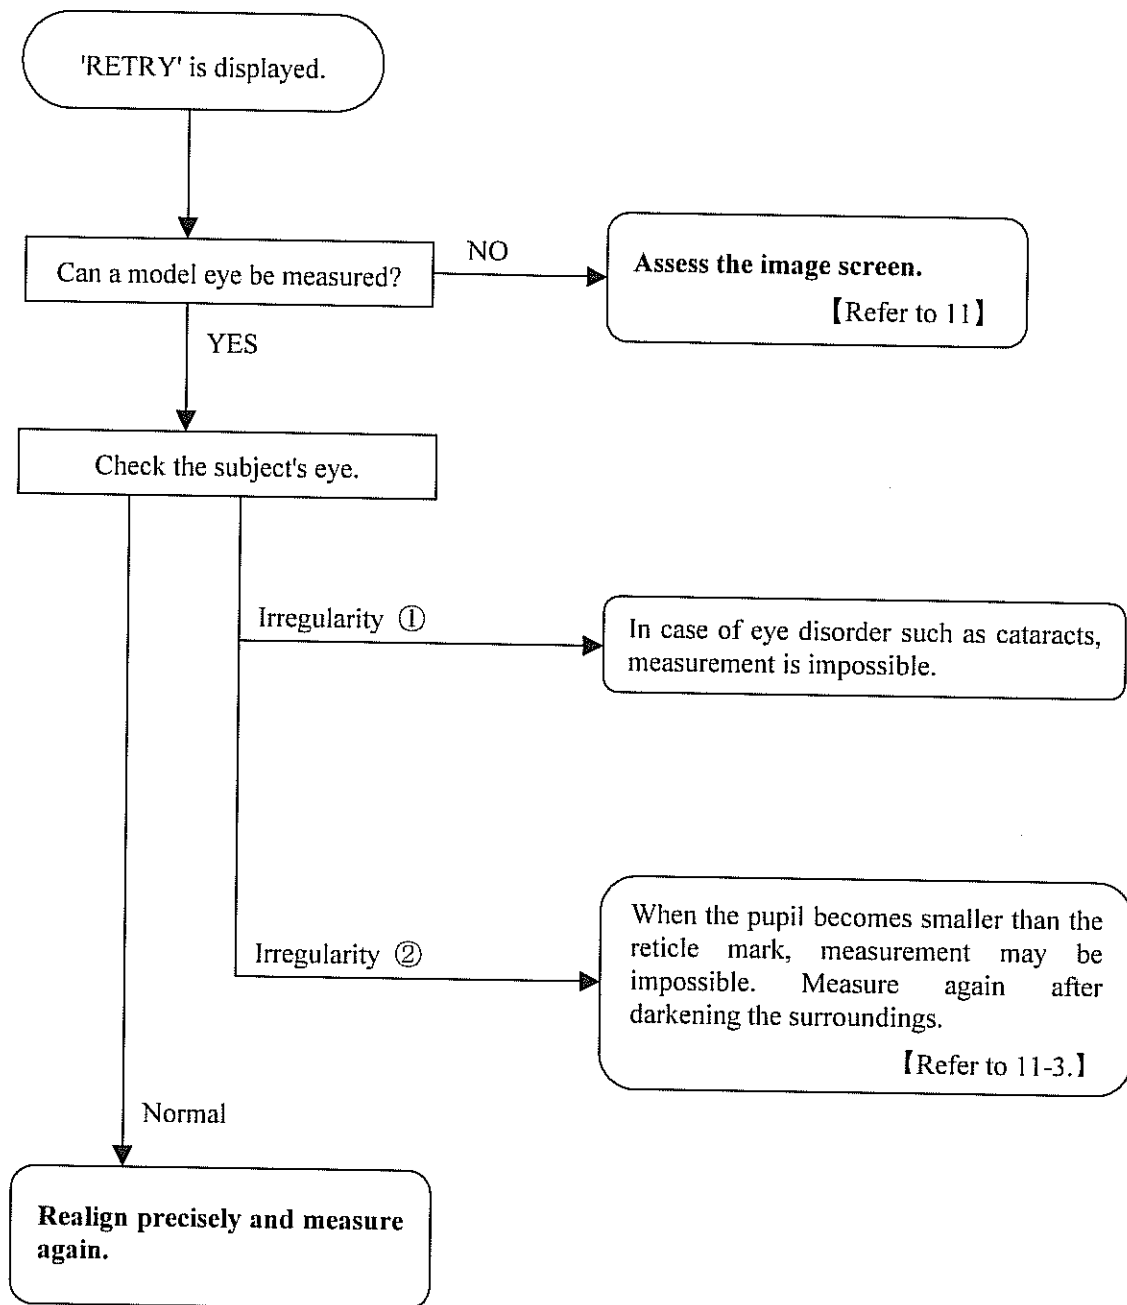 'RETRY' is displayed.
Can a model eye be measured?
NO
Assess the image screen.
【Refer to 11】
YES
Check the subject's eye.
Irregularity ①
In case of eye disorder such as cataracts,
measurement is impossible.
Irregularity ②
When the pupil becomes smaller than the
reticle mark, measurement may be
impossible. Measure again after
darkening the surroundings.
【Refer to 11-3.】
Normal
Realign precisely and measure
again.